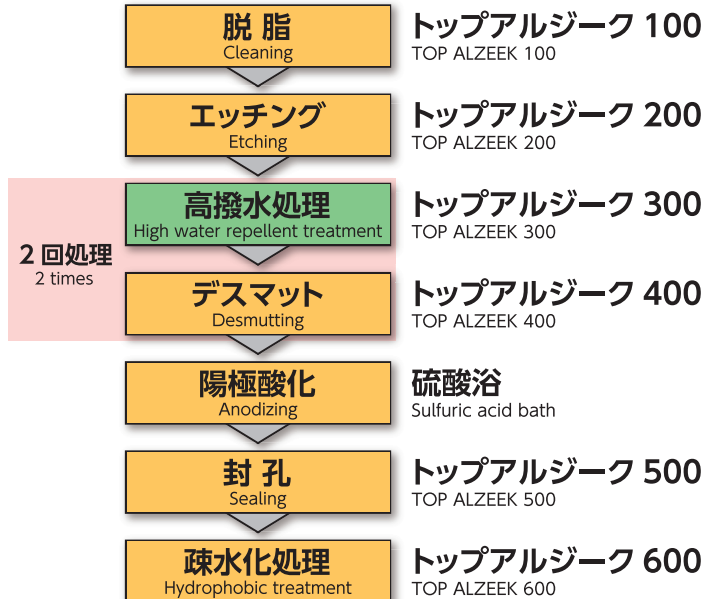 脱 脂
Cleaning
トップアルジーク 100
TOP ALZEEK 100
エッチング
Etching
トップアルジーク 200
TOP ALZEEK 200
2 回処理
2 times
高撥水処理
High water repellent treatment
トップアルジーク 300
TOP ALZEEK 300
デスマット
Desmutting
トップアルジーク 400
TOP ALZEEK 400
陽極酸化
Anodizing
硫酸浴
Sulfuric acid bath
封 孔
Sealing
トップアルジーク 500
TOP ALZEEK 500
疎水化処理
Hydrophobic treatment
トップアルジーク 600
TOP ALZEEK 600